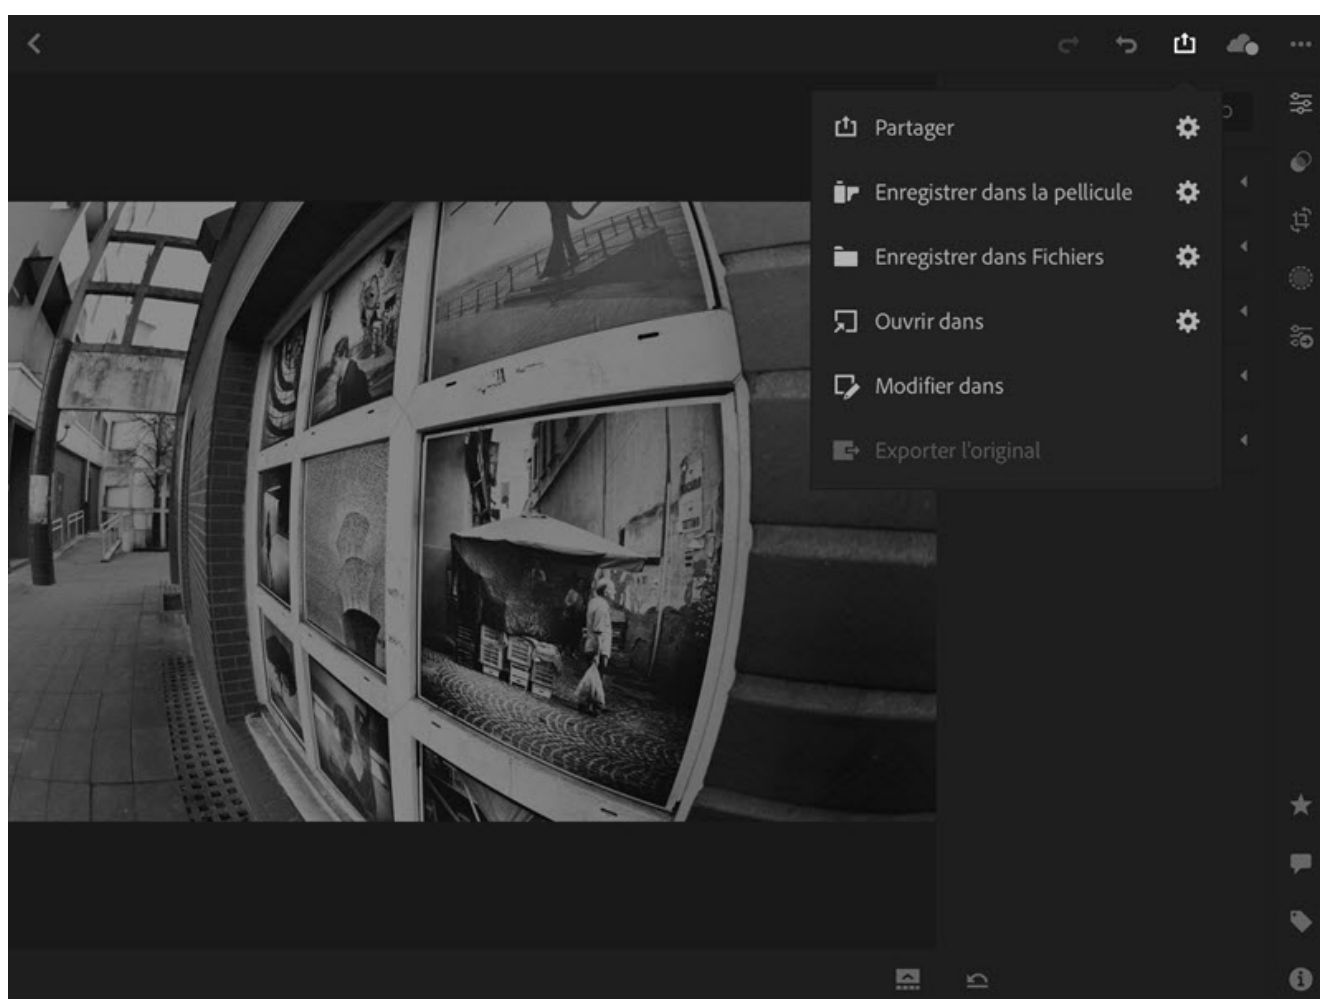 Partager
Enregistrer dans la pellicule
Enregistrer dans Fichiers
Ouvrir dans
Modifier dans
Exporter l'original